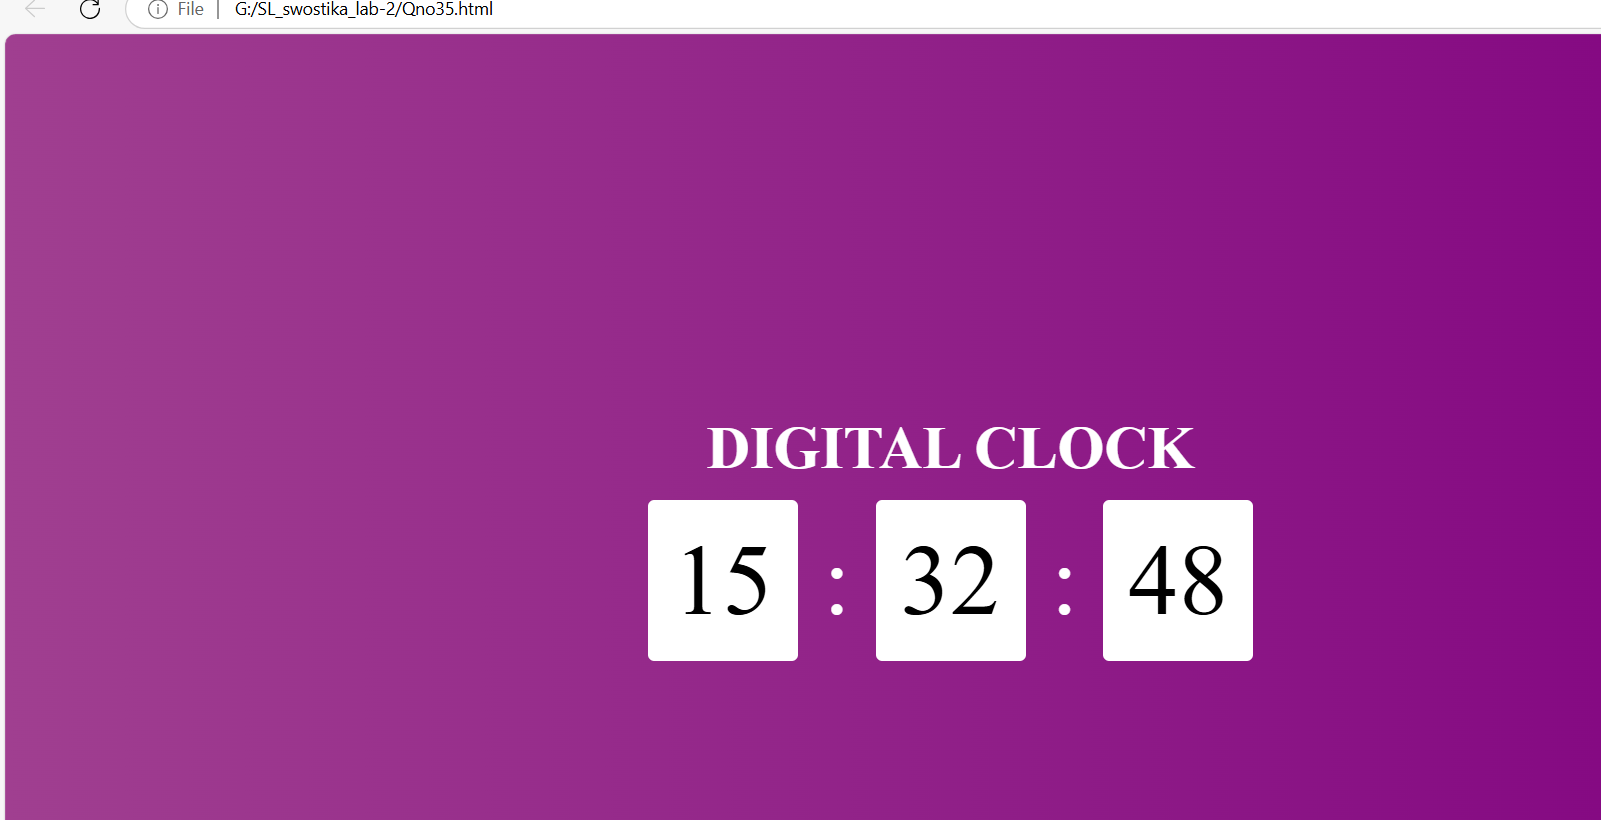 File | G:/SL_swostika_lab-2/Qno35.html
DIGITAL CLOCK
15 : 32 : 48